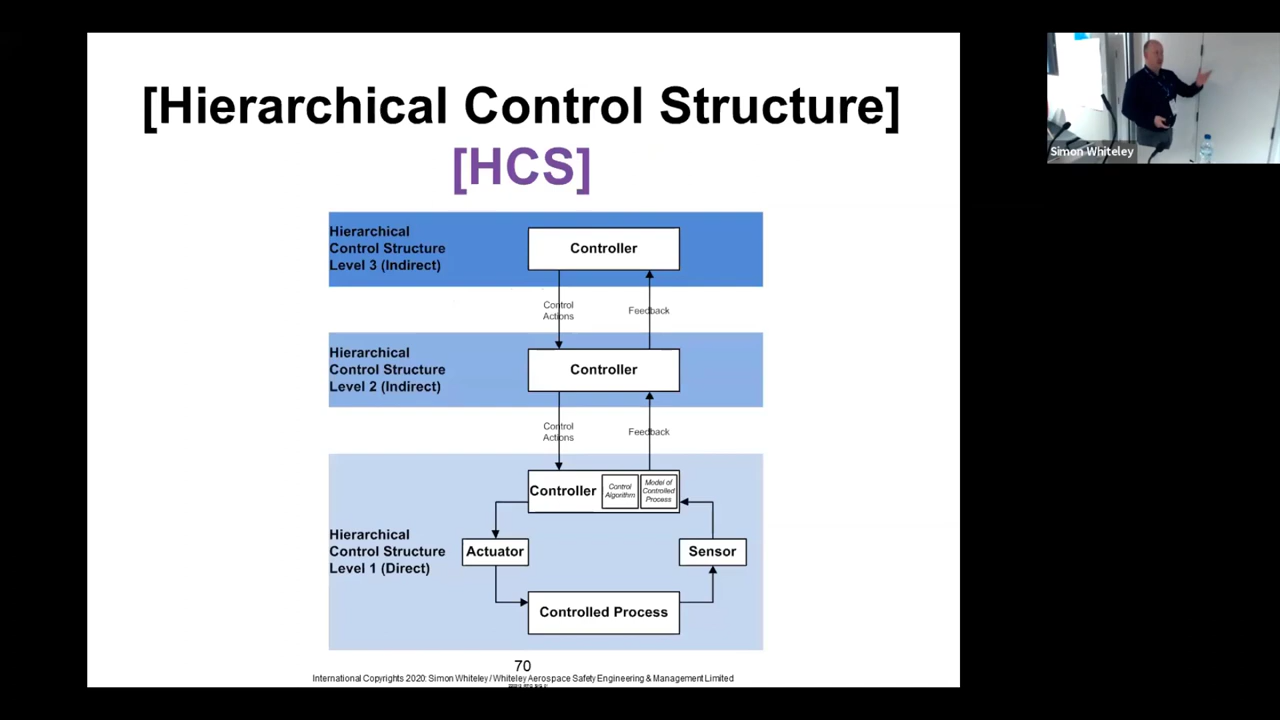 [Hierarchical Control Structure]
[HCS]
Hierarchical
Control Structure
Level 3 (Indirect)
Controller
Control
Actions
Feedback
Hierarchical
Control Structure
Level 2 (Indirect)
Controller
Control
Actions
Feedback
Controller
Control
Algorithm
Model of
Controlled
Process
Hierarchical
Control Structure
Level 1 (Direct)
Actuator
Sensor
Controlled Process
70
International Copyrights 2020: Simon Whiteley / Whiteley Aerospace Safety Engineering & Management Limited
Simon Whiteley